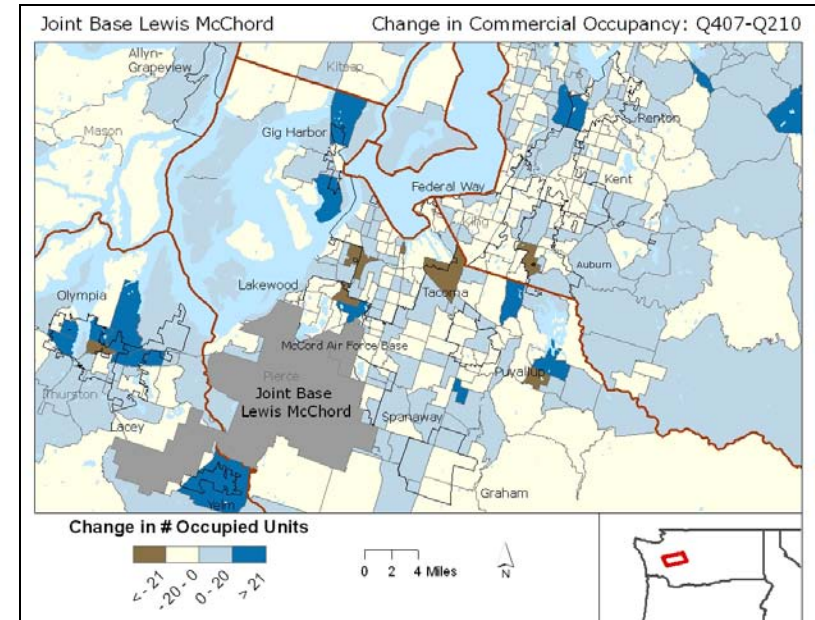 Joint Base Lewis McChord
Change in Commercial Occupancy: Q407-Q210
Allyn-
Grapeview
Kitsap
Mason
Gig Harbor
Renton
Kent
Federal Way
King
Auburn
Lakewood
Tacoma
Olympia
McCord Air Force Base
Pierce
Puyallup
Joint Base
Lewis McChord
Thurston
Lacey
Spanaway
Yelm
Graham
Change in # Occupied Units
<- 21
- 20 - 0
0 - 20
> 21
0 2 4 Miles
N